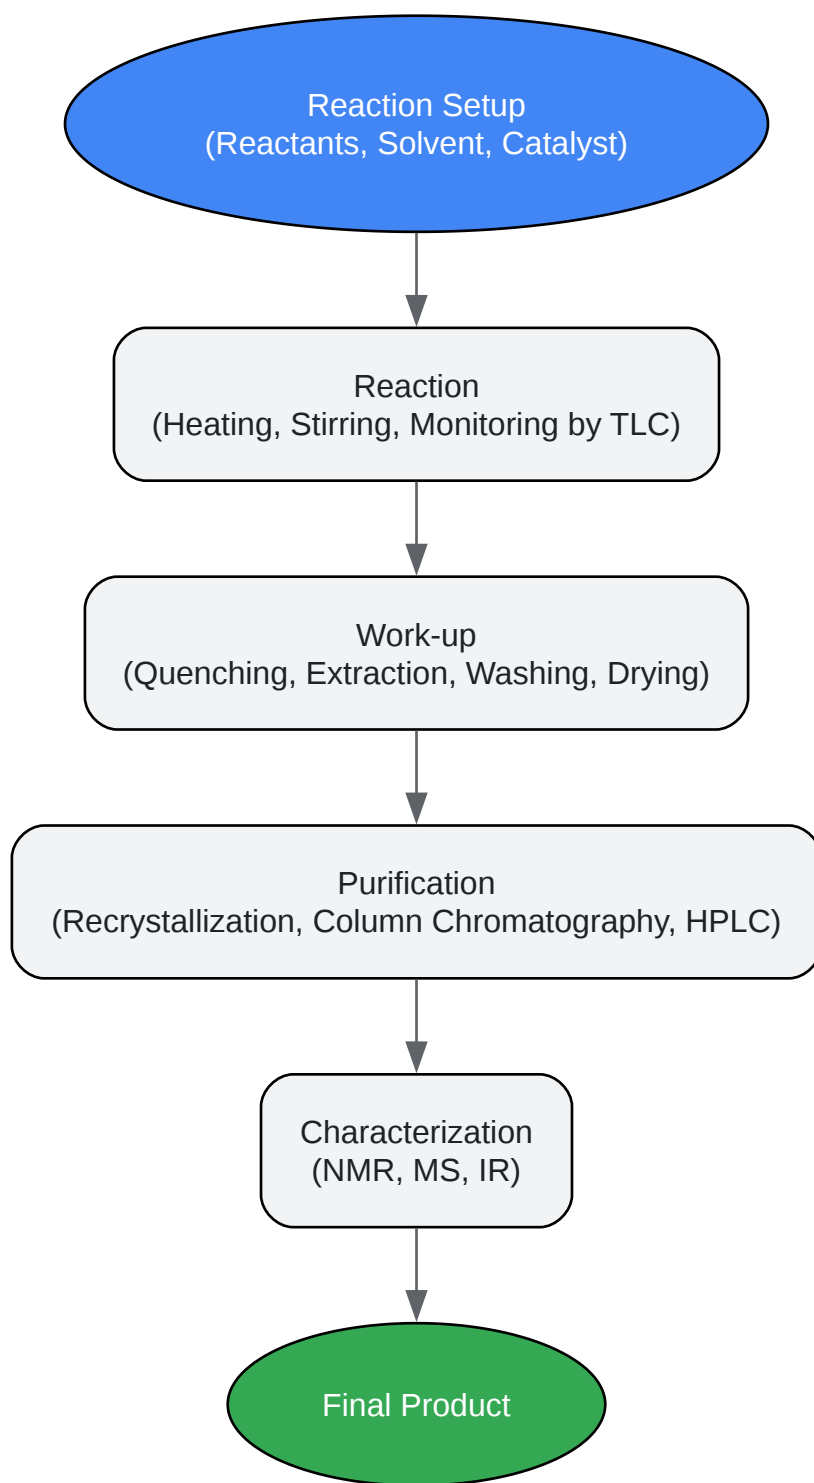 Reaction Setup
(Reactants, Solvent, Catalyst)
Reaction
(Heating, Stirring, Monitoring by TLC)
Work-up
(Quenching, Extraction, Washing, Drying)
Purification
(Recrystallization, Column Chromatography, HPLC)
Characterization
(NMR, MS, IR)
Final Product